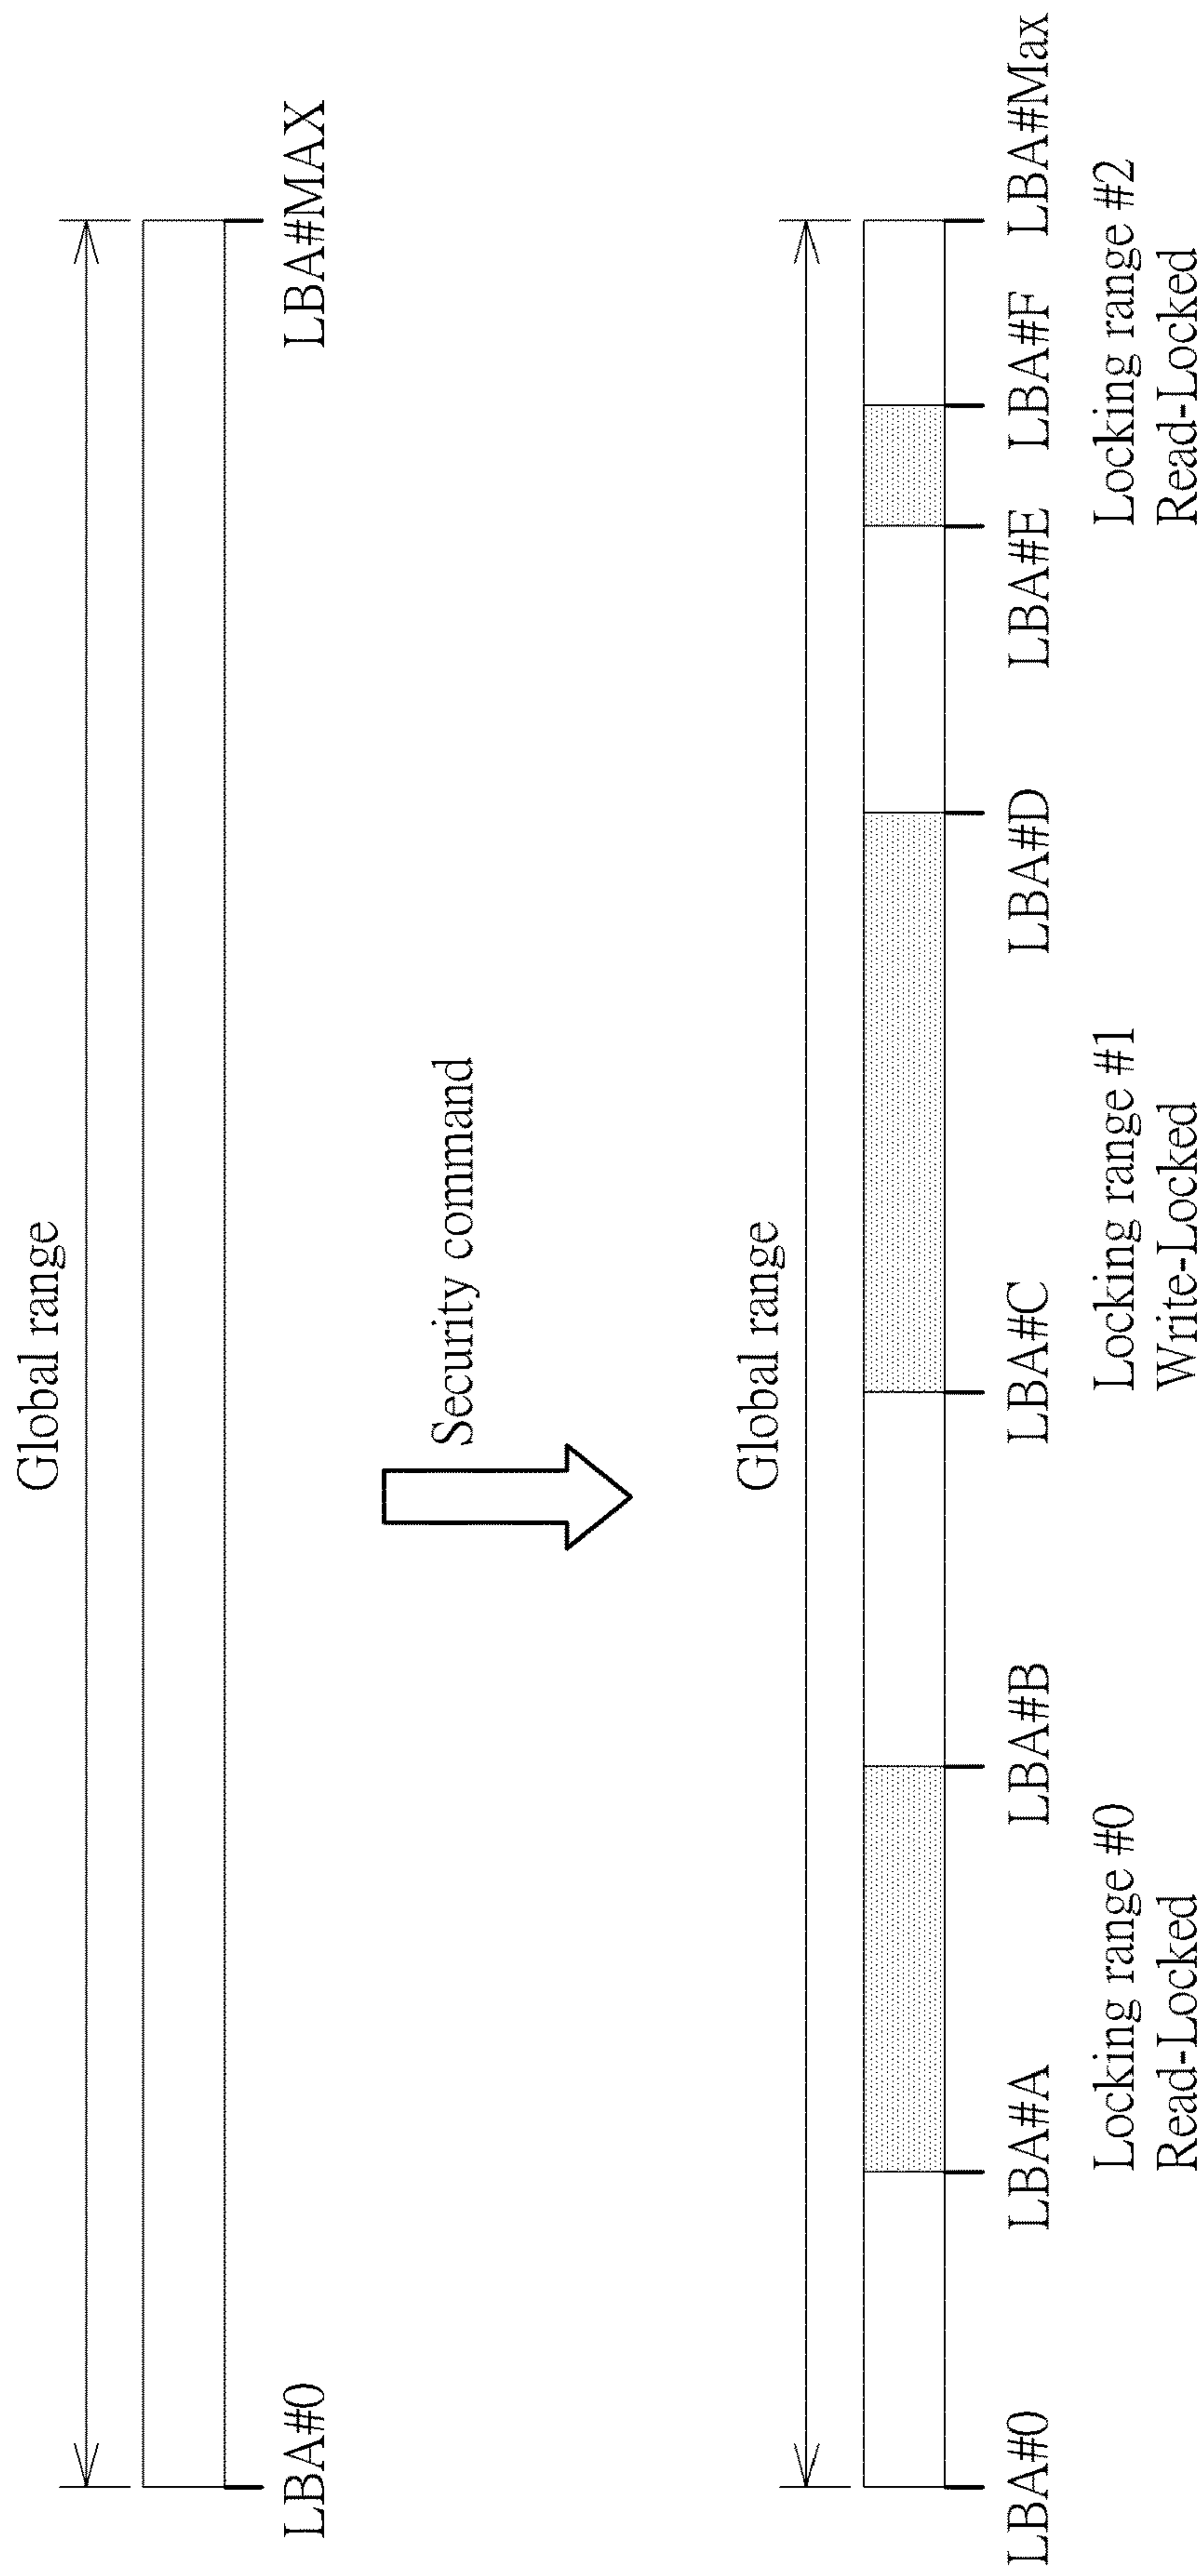 Global range
LBA#0
LBA#MAX
Security command
Global range
LBA#0
LBA#A
LBA#B
LBA#C
LBA#D
LBA#E
LBA#F
LBA#Max
Locking range #0
Read-Locked
Locking range #1
Write-Locked
Locking range #2
Read-Locked